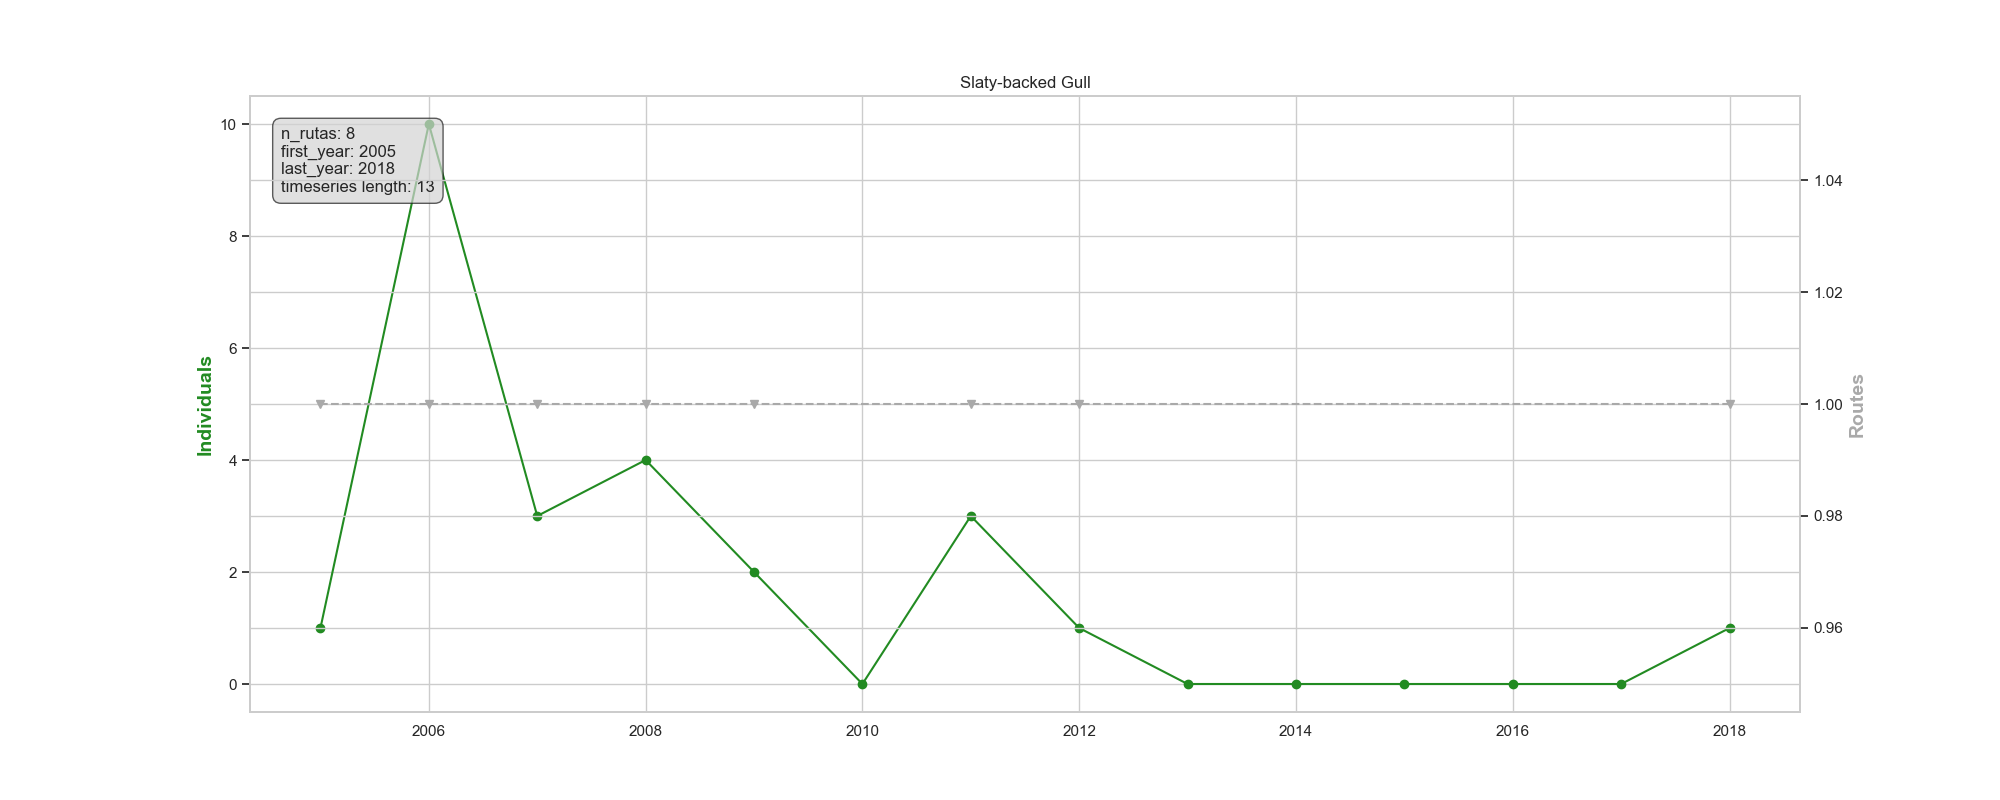 Slaty-backed Gull
n_rutas: 8
first_year: 2005
last_year: 2018
timeseries length: 13
Individuals
10
8
6
4
2
0
1.04
1.02
1.00
0.98
0.96
Routes
2006 2008 2010 2012 2014 2016 2018